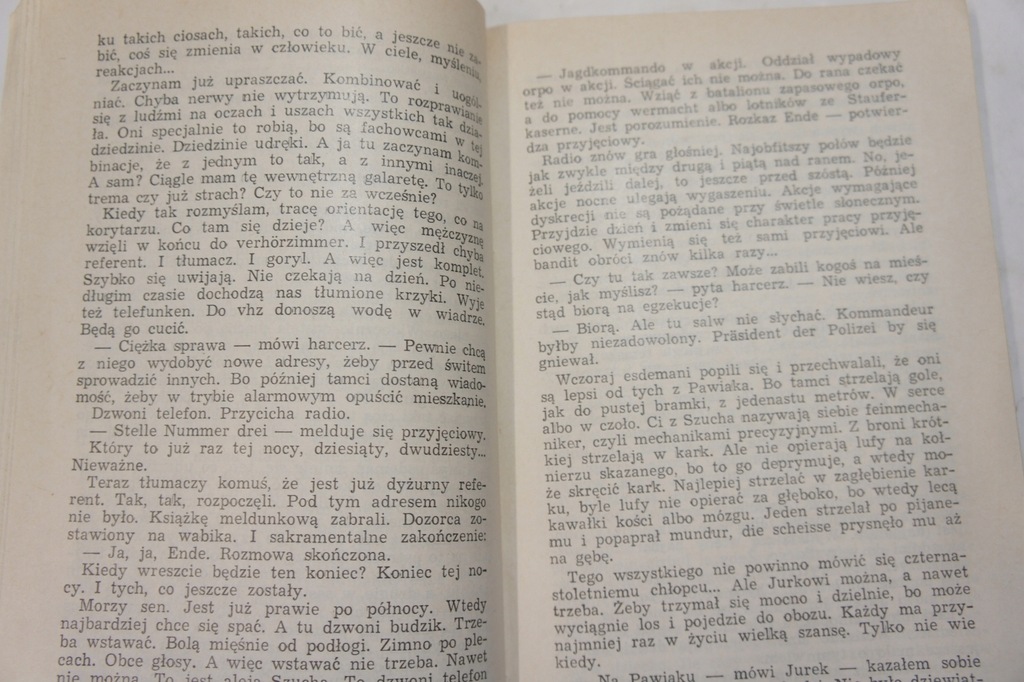 ku takich ciosach, takich, co to bić, a jeszcze nie za-
bić, coś się zmienia w człowieku. W ciele, myśleniu,
reakcjach...
Zaczynam już upraszczać. Kombinować i uogól-
niać. Chyba nerwy nie wytrzymują. To rozprawianie
się z ludźmi na oczach i uszach wszystkich tak dzia-
ła. Oni specjalnie to robią, bo są fachowcami w tej
dziedzinie. Dziedzinie udręki. A ja tu zaczynam kom-
binacje, że z jednym to tak, a z innymi inaczej.
A sam? Ciągle mam tę wewnętrzną galaretę. To tylko
trema czy już strach? Czy to nie za wcześnie?
Kiedy tak rozmyślam, tracę orientację tego, co na
korytarzu. Co tam się dzieje? A więc mężczyznę
wzięli w końcu do verhörzimmer. I przyszedł chyba
referent. I tłumacz. I goryl. A więc jest komplet.
Szybko się uwijają. Nie czekają na dzień. Po nie-
długim czasie dochodzą nas tłumione krzyki. Wyje
też telefunken. Do vhz donoszą wodę w wiadrze.
Będą go cucić.
— Ciężka sprawa — mówi harcerz. — Pewnie chcą
z niego wydobyć nowe adresy, żeby przed świtem
sprowadzić innych. Bo później tamci dostaną wiado-
mość, żeby w trybie alarmowym opuścić mieszkanie.
Dzwoni telefon. Przycicha radio.
— Stelle Nummer drei — melduje się przyjęciowy.
Który to już raz tej nocy, dziesiąty, dwudziesty...
Nieważne.
Teraz tłumaczy komuś, że jest już dyżurny refe-
rent. Tak, tak, rozpoczęli. Pod tym adresem nikogo
nie było. Książkę meldunkową zabrali. Dozorca zo-
stawiony na wabika. I sakramentalne zakończenie:
— Ja, ja, Ende. Rozmowa skończona.
Kiedy wreszcie będzie ten koniec? Koniec tej no-
cy. I tych, co jeszcze zostały.
Morzy sen. Jest już prawie po północy. Wtedy
najbardziej chce się spać. A tu dzwoni budzik. Trze-
ba wstawać. Bolą mięśnie od podłogi. Zimno po ple-
cach. Obce głosy. A więc wstawać nie trzeba. Nawet
nie można. To jest aleja Szucha. To dzwoni telefon
— Jagdkommando w akcji. Oddział wypadowy
orpo w akcji. Ściągać ich nie można. Do rana czekać
też nie można. Wziąć z batalionu zapasowego orpo,
a do pomocy wermacht albo lotników ze Staufer-
kaserne. Jest porozumienie. Rozkaz Ende — potwier-
dza przyjęciowy.
Radio znów gra głośniej. Najobfitszy połów będzie
jak zwykle między drugą i piątą nad ranem. No, je-
żeli jeździli dalej, to jeszcze przed szóstą. Później
akcje nocne ulegają wygaszeniu. Akcje wymagające
dyskrecji nie są pożądane przy świetle słonecznym.
Przyjdzie dzień i zmieni się charakter pracy przyję-
ciowego. Wymienią się też sami przyjęciowi. Ale
bandit obróci znów kilka razy...
— Czy tu tak zawsze? Może zabili kogoś na mieś-
cie, jak myślisz? — pyta harcerz. — Nie wiesz, czy
stąd biorą na egzekucje?
— Biorą. Ale tu salw nie słychać. Kommandeur
byłby niezadowolony. Präsident der Polizei by się
gniewał.
Wczoraj esdemani popili się i przechwalali, że oni
są lepsi od tych z Pawiaka. Bo tamci strzelają gole,
jak do pustej bramki, z jedenastu metrów. W serce
albo w czoło. Ci z Szucha nazywają siebie feinmecha-
niker, czyli mechanikami precyzyjnymi. Z broni krót-
kiej strzelają w kark. Ale nie opierają lufy na koł-
nierzu skazanego, bo to go deprymuje, a wtedy mo-
że skręcić kark. Najlepiej strzelać w zagłębienie kar-
ku, byle lufy nie opierać za głęboko, bo wtedy lecą
kawałki kości albo mózgu. Jeden strzelał po pijane-
mu i popaprał mundur, die scheisse prysnęło mu aż
na gębę.
Tego wszystkiego nie powinno mówić się czterna-
stoletniemu chłopcu... Ale Jurkowi można, a nawet
trzeba. Żeby trzymał się mocno i dzielnie, bo może
wyciągnie los i pojedzie do obozu. Każdy ma przy-
najmniej raz w życiu wielką szansę. Tylko nie wie
kiedy.
Na Pawiaku — mówi Jurek — kazałem sobie